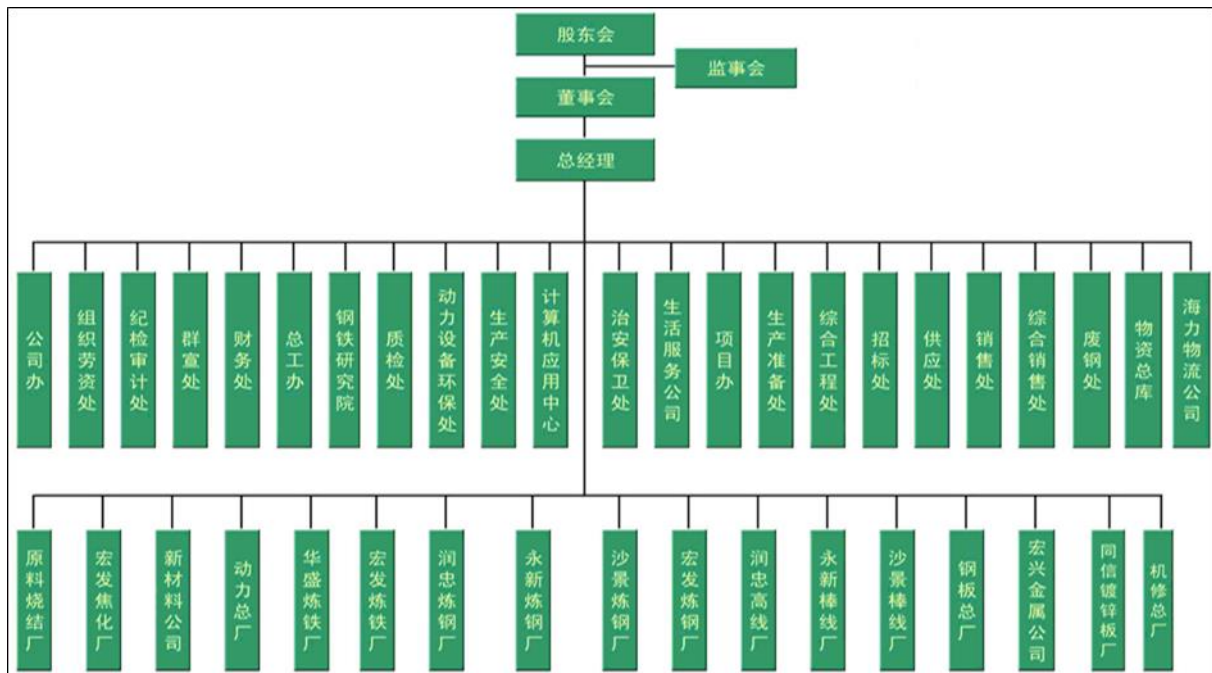 股东会
监事会
董事会
总经理
公司办
组织劳资处
纪检审计处
群宣处
财务处
总工办
钢铁研究院
质检处
动力设备环保处
生产安全处
计算机应用中心
治安保卫处
生活服务公司
项目办
生产准备处
综合工程处
招标处
供应处
销售处
综合销售处
废钢处
物资总库
海力物流公司
原料烧结厂
宏发焦化厂
新材料公司
动力总厂
华盛炼铁厂
宏发炼铁厂
润忠炼钢厂
永新炼钢厂
沙景炼钢厂
宏发炼钢厂
润忠高线厂
永新棒线厂
沙景棒线厂
钢板总厂
宏兴金属公司
同信镀锌板厂
机修总厂